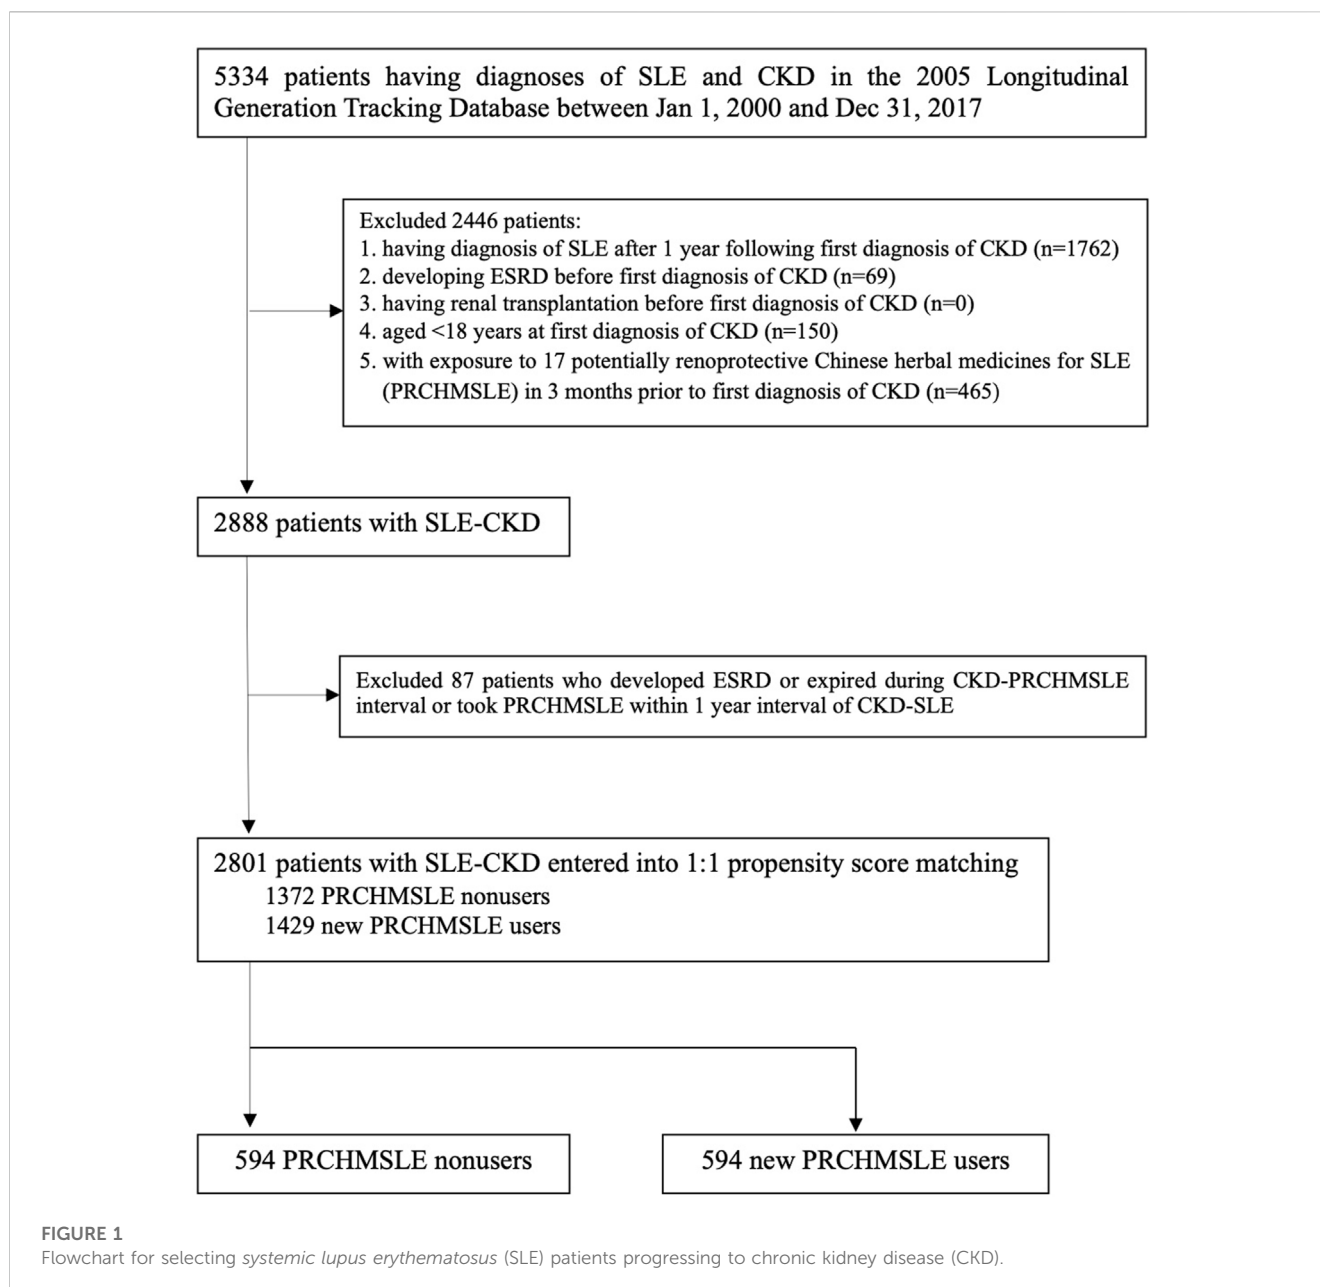 5334 patients having diagnoses of SLE and CKD in the 2005 Longitudinal
Generation Tracking Database between Jan 1, 2000 and Dec 31, 2017
Excluded 2446 patients:
1. having diagnosis of SLE after 1 year following first diagnosis of CKD (n=1762)
2. developing ESRD before first diagnosis of CKD (n=69)
3. having renal transplantation before first diagnosis of CKD (n=0)
4. aged <18 years at first diagnosis of CKD (n=150)
5. with exposure to 17 potentially renoprotective Chinese herbal medicines for SLE
(PRCHMSLE) in 3 months prior to first diagnosis of CKD (n=465)
2888 patients with SLE-CKD
Excluded 87 patients who developed ESRD or expired during CKD-PRCHMSLE
interval or took PRCHMSLE within 1 year interval of CKD-SLE
2801 patients with SLE-CKD entered into 1:1 propensity score matching
1372 PRCHMSLE nonusers
1429 new PRCHMSLE users
594 PRCHMSLE nonusers
594 new PRCHMSLE users
FIGURE 1
Flowchart for selecting systemic lupus erythematosus (SLE) patients progressing to chronic kidney disease (CKD).